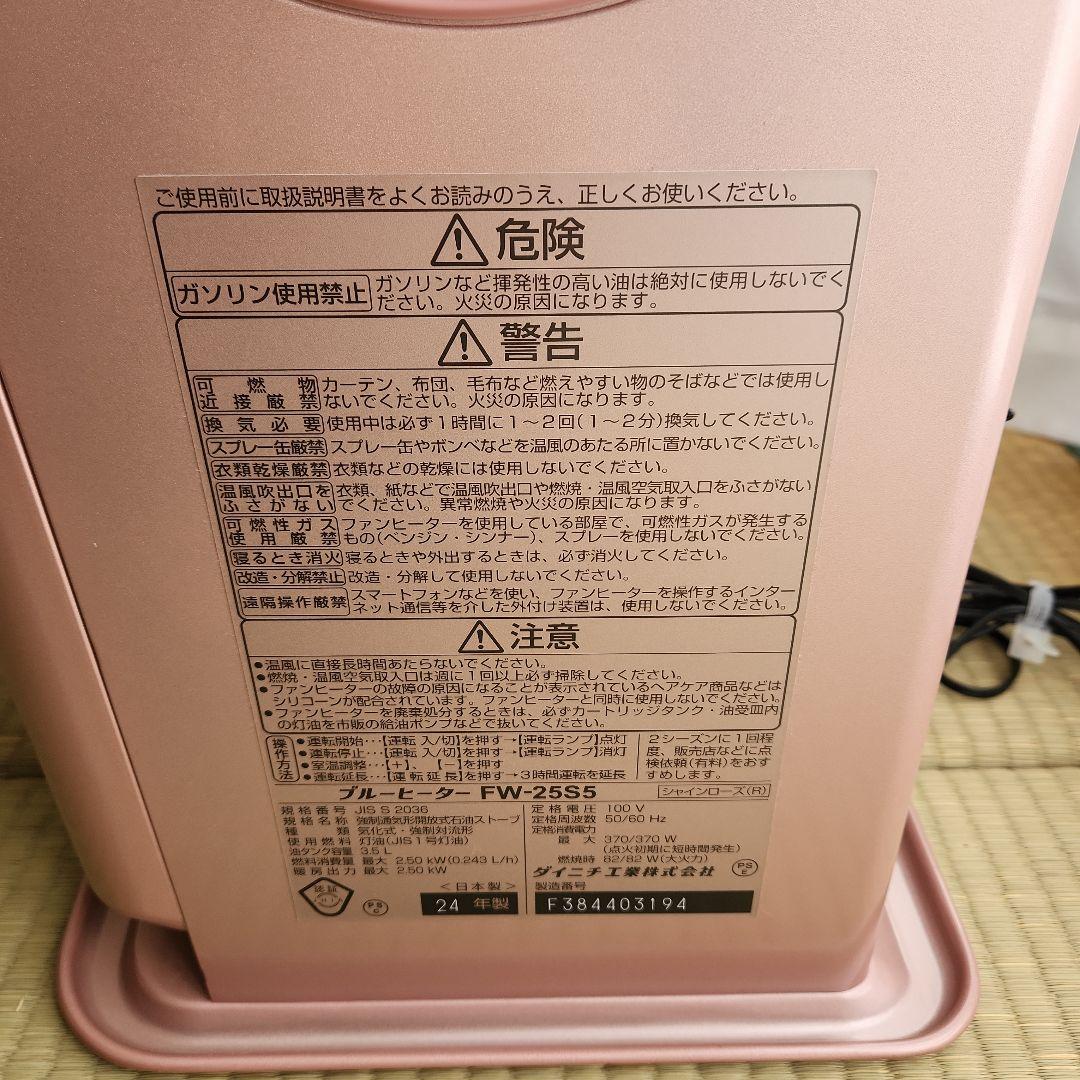 ご使用前に取扱説明書をよくお読みのうえ、正しくお使いください。
危険
ガソリン使用禁止 ガソリンなど揮発性の高い油は絶対に使用しないでく
ださい。火災の原因になります。
警告
可燃物 カーテン、布団、毛布など燃えやすい物のそばなどでは使用し
近接厳禁 ないでください。火災の原因になります。
換気必要 使用中は必ず1時間に1〜2回(1〜2分)換気してください。
スプレー缶厳禁 スプレー缶やボンベなどを温風のあたる所に置かないでください。
衣類乾燥厳禁 衣類などの乾燥には使用しないでください。
温風吹出口を 衣類、紙などで温風吹出口や燃焼・温風空気取入口をふさがない
ふさがない でください。異常燃焼や火災の原因になります。
可燃性ガス ファンヒーターを使用している部屋で、可燃性ガスが発生する
使用厳禁 もの(ベンジン・シンナー)、スプレーを使用しないでください。
寝るとき消火 寝るときや外出するときは、必ず消火してください。
改造・分解禁止 改造・分解して使用しないでください。
遠隔操作厳禁 スマートフォンなどを使い、ファンヒーターを操作するインター
ネット通信等を介した外付け装置は、使用しないでください。
注意
●温風に直接長時間あたらないでください。
●燃焼・温風空気取入口は週に1回以上必ず掃除してください。
●ファンヒーターの故障の原因になることが表示されているヘアケア商品などは
シリコーンが配合されています。ファンヒーターと同時に使用しないでください。
●ファンヒーターを廃棄処分するときは、必ずカートリッジタンク・油受皿内
の灯油を市販の給油ポンプなどで抜いてください。
操作方法
●運転開始…【運転 入/切】を押す→【運転ランプ】点灯
●運転停止…【運転 入/切】を押す→【運転ランプ】消灯
●室温調整…【+】、【−】を押す
●運転延長…【運転延長】を押す→3時間運転を延長
2シーズンに1回程
度、販売店などに点
検依頼(有料)をおす
すめします。
ブルーヒーター FW-25S5 シャインローズ(R)
規格番号 JIS S 2036
規格名称 強制通気形開放式石油ストーブ
種類 気化式・強制対流形
使用燃料 灯油(JIS1号灯油)
油タンク容量 3.5 L
燃料消費量 最大 2.50 kW(0.243 L/h)
暖房出力 最大 2.50 kW
定格電圧 100 V
定格周波数 50/60 Hz
定格消費電力
最大 370/370 W
(点火初期に短時間発生)
燃焼時 82/82 W(大火力)
ダイニチ工業株式会社 PSE
認証 PSC
<日本製>
24 年製
製造番号
F384403194